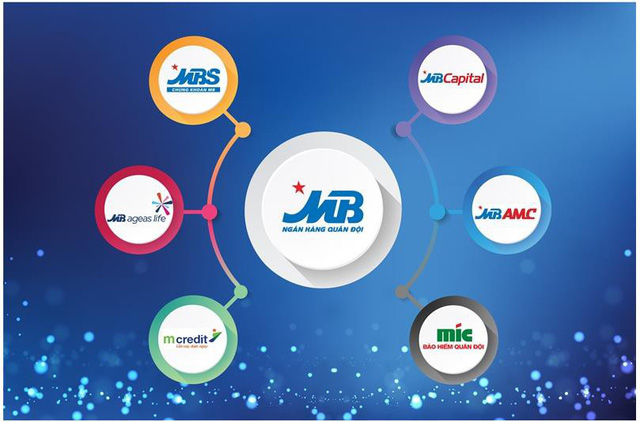 MBS
CHỨNG KHOÁN MB
MBCapital
MB ageas life
MB
NGÂN HÀNG QUÂN ĐỘI
MBAMC
mcredit
mic
BẢO HIỂM QUÂN ĐỘI